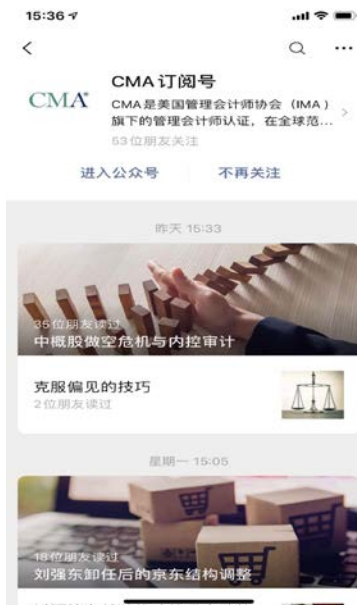 15:36
CMA订阅号
CMA
CMA是美国管理会计师协会（IMA）
旗下的管理会计师认证，在全球范...
53位朋友关注
进入公众号
不再关注
昨天 15:33
35位朋友读过
中概股做空危机与内控审计
克服偏见的技巧
2位朋友读过
星期一 15:05
18位朋友读过
刘强东卸任后的京东结构调整